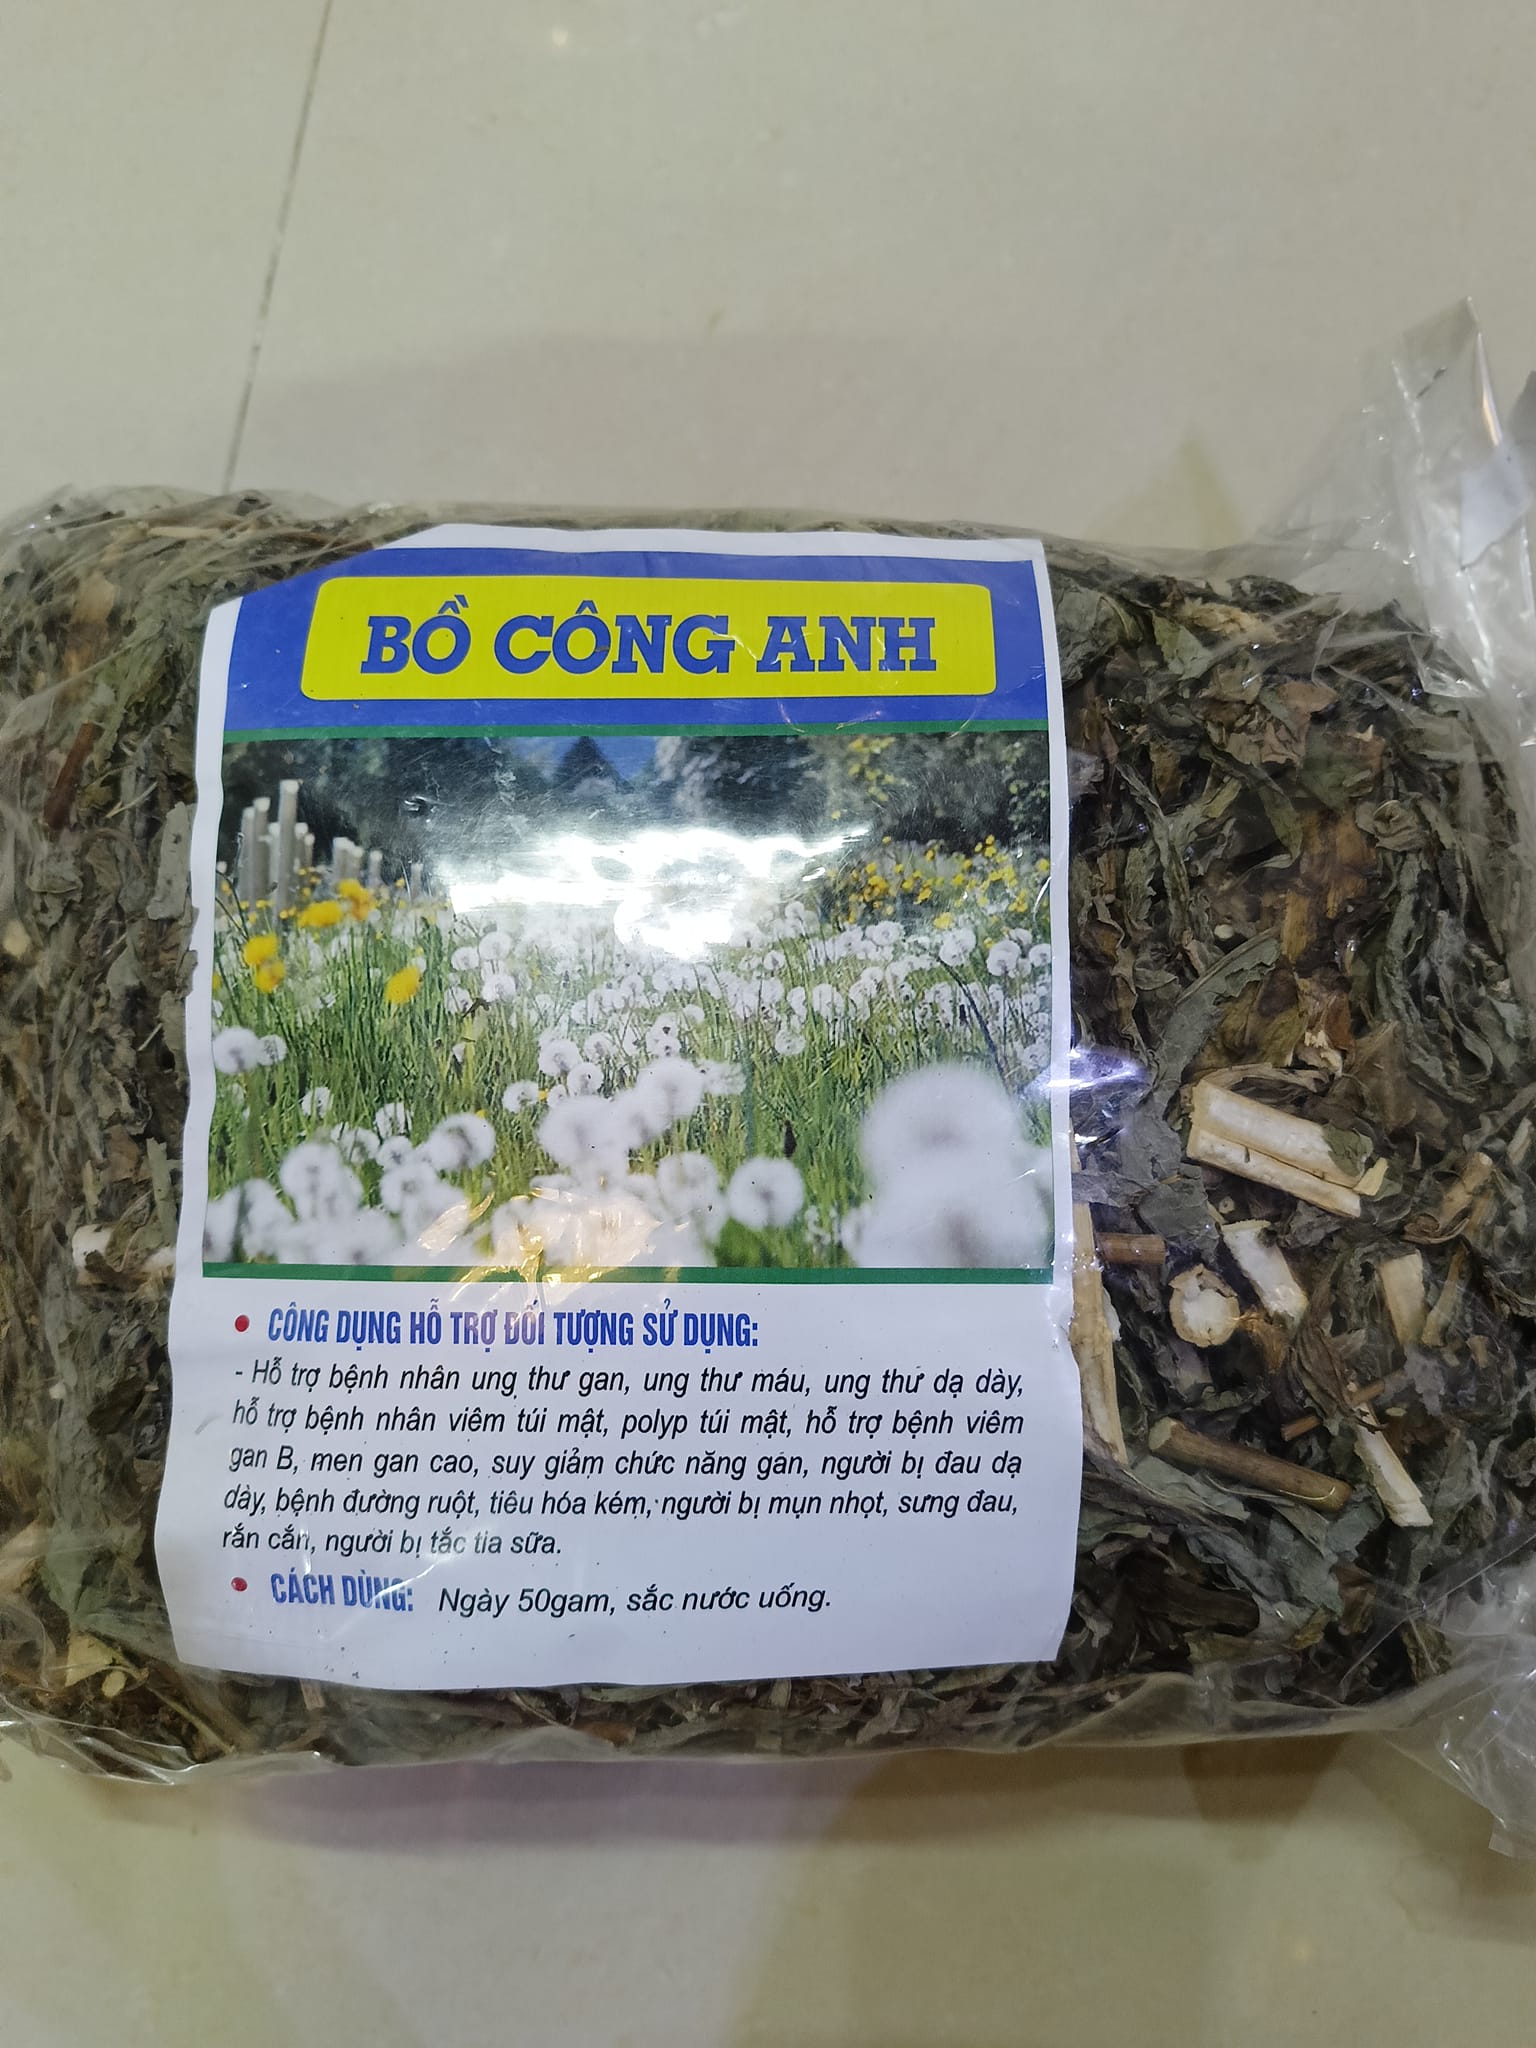 BỒ CÔNG ANH
• CÔNG DỤNG HỖ TRỢ ĐỐI TƯỢNG SỬ DỤNG:
- Hỗ trợ bệnh nhân ung thư gan, ung thư máu, ung thư dạ dày,
hỗ trợ bệnh nhân viêm túi mật, polyp túi mật, hỗ trợ bệnh viêm
gan B, men gan cao, suy giảm chức năng gan, người bị đau dạ
dày, bệnh đường ruột, tiêu hóa kém, người bị mụn nhọt, sưng đau,
rắn cắn, người bị tắc tia sữa.
• CÁCH DÙNG: Ngày 50gam, sắc nước uống.